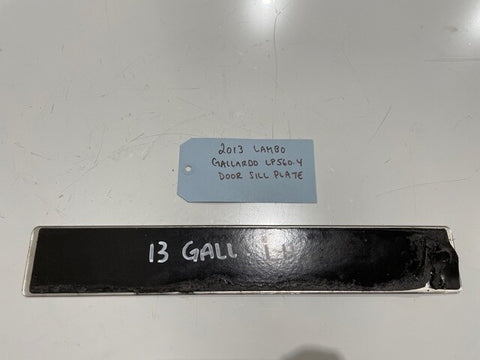 2013 LAMBO
GALLARDO LP560.4
DOOR SILL PLATE
13 GALL